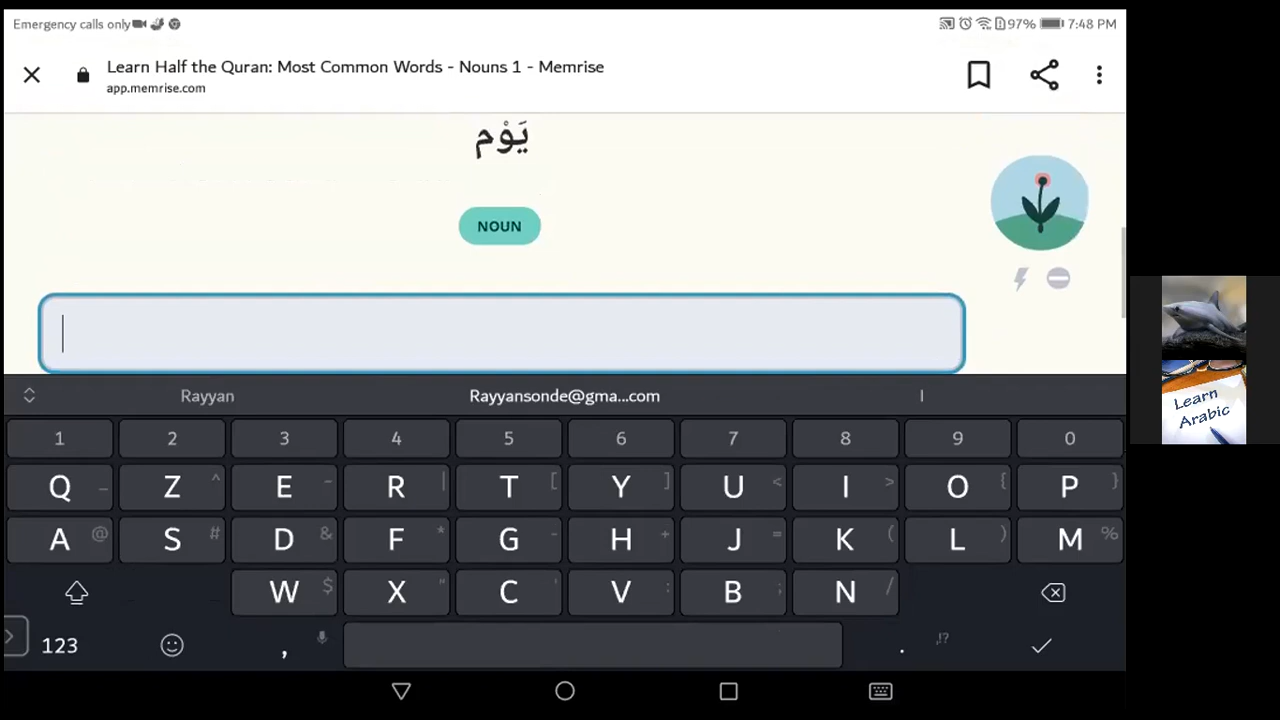 Emergency calls only 97% 7:48 PM
Learn Half the Quran: Most Common Words - Nouns 1 - Memrise
app.memrise.com
يَوْم
NOUN
Rayyan Rayyansonde@gma...com I
1 2 3 4 5 6 7 8 9 0
Q _ Z ^ E - R | T [ Y ] U < I > O { P }
A @ S # D & F * G - H + J = K ( L ) M %
W $ X " C ' V : B ; N /
123 , . ,!?
Learn
Arabic